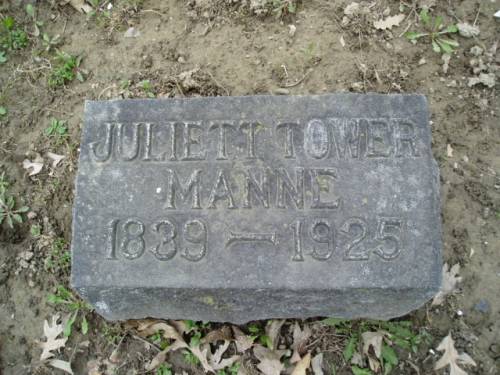 JULIETT TOWER
MANNE
1839 — 1925